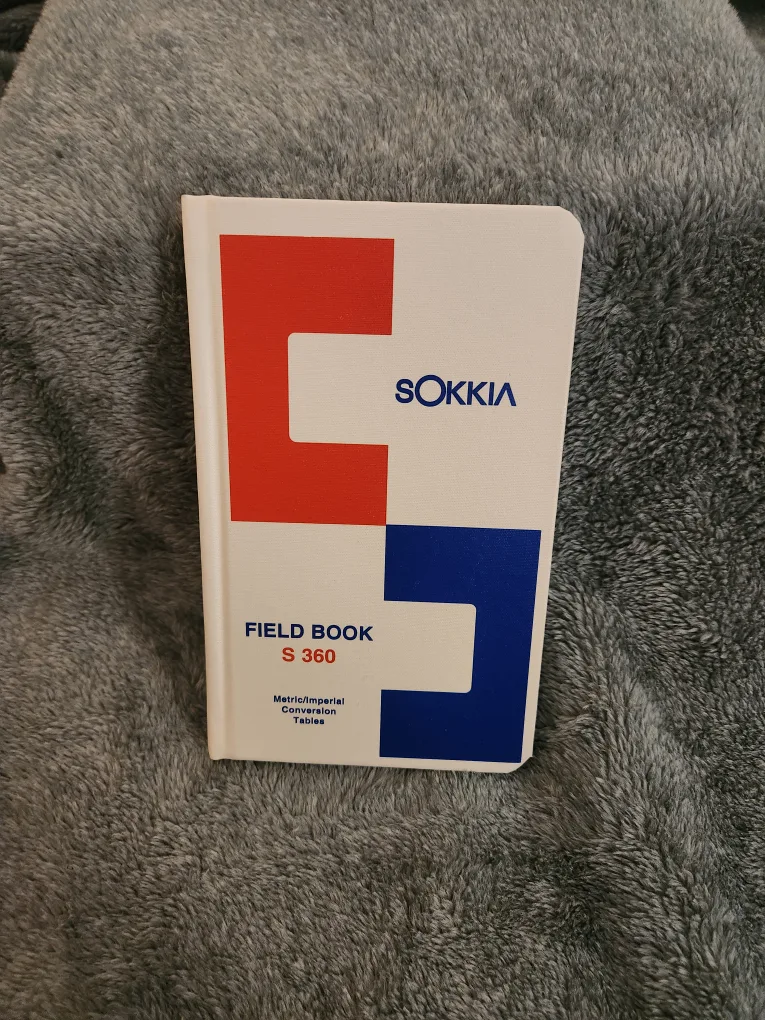 SOKKIA
FIELD BOOK
S 360
Metric/Imperial
Conversion
Tables